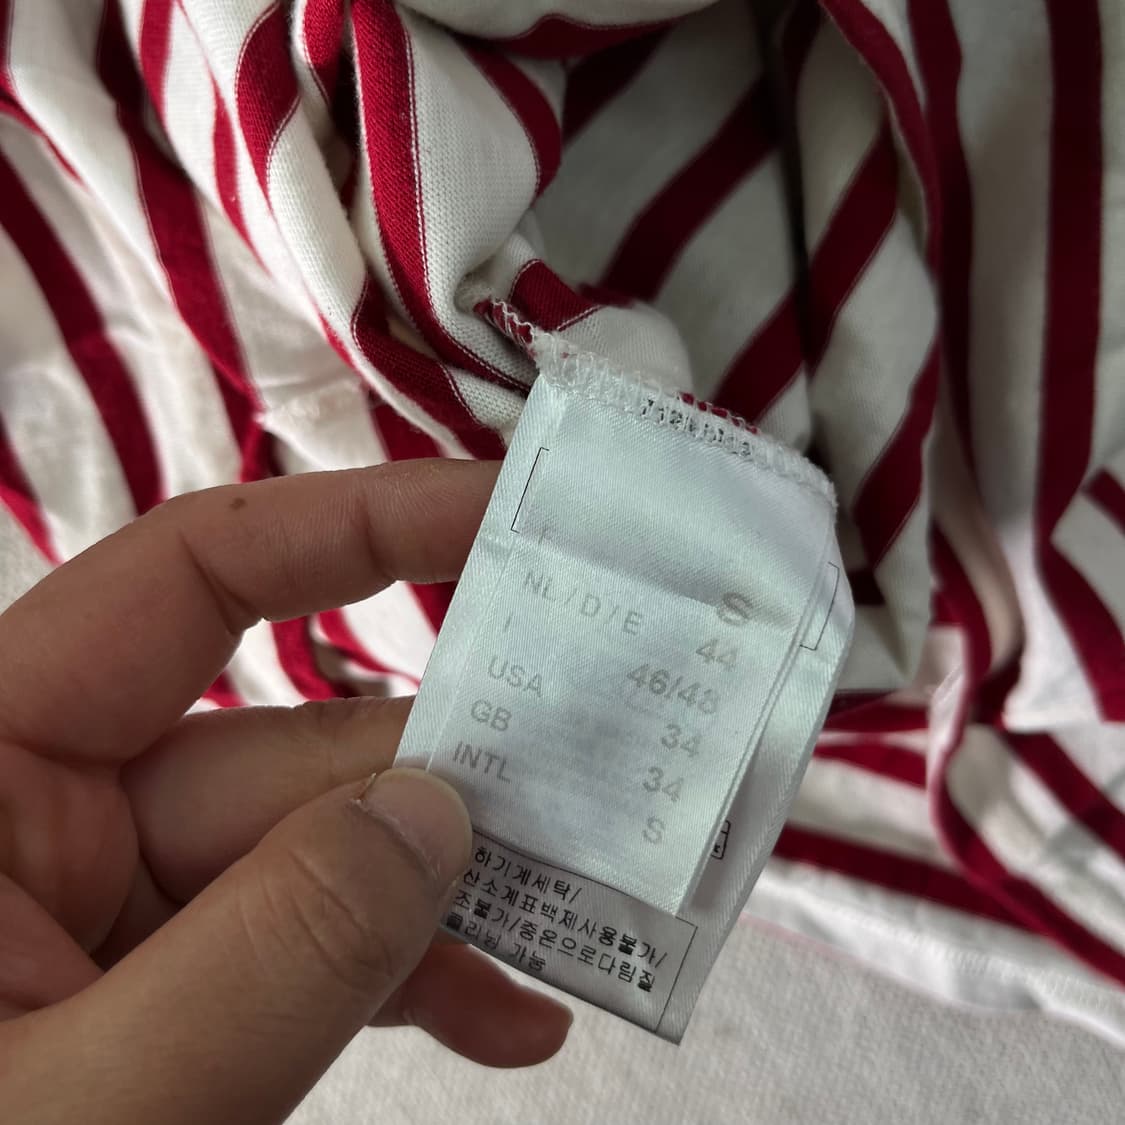 S
NL / D / E 44
I 46/48
USA 34
GB 34
INTL S
하기계세탁/
산소계표백제사용불가/
조불가/중온으로다림질
클리닝 가능